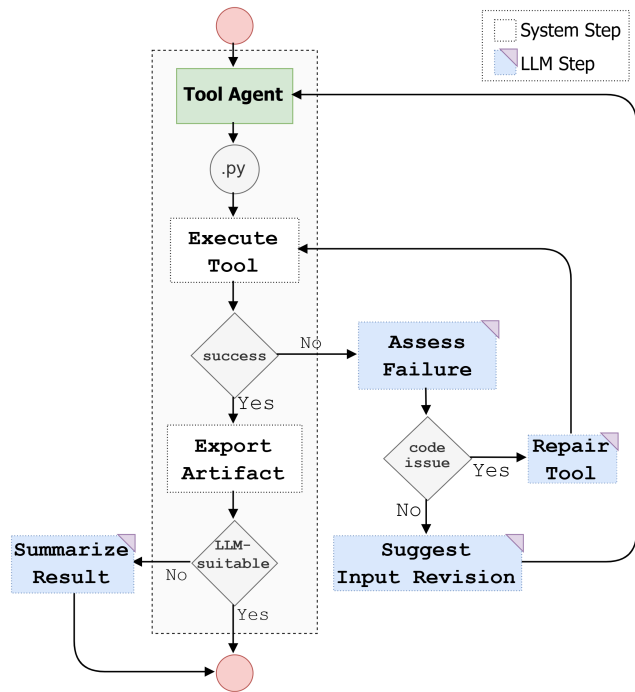 System Step
LLM Step
Tool Agent
.py
Execute
Tool
success
No
Yes
Assess
Failure
Export
Artifact
code
issue
Yes
Repair
Tool
No
LLM-
suitable
No
Yes
Summarize
Result
Suggest
Input Revision